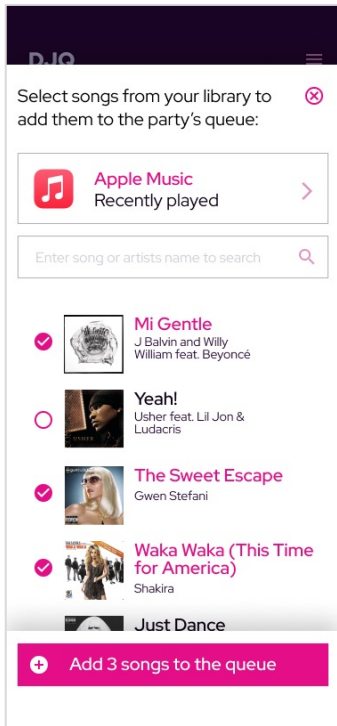 DJQ
Select songs from your library to
add them to the party's queue:
Apple Music
Recently played
Enter song or artists name to search
Mi Gentle
J Balvin and Willy
William feat. Beyoncé
Yeah!
Usher feat. Lil Jon &
Ludacris
USHER
The Sweet Escape
Gwen Stefani
Waka Waka (This Time
for America)
Shakira
Just Dance
Add 3 songs to the queue